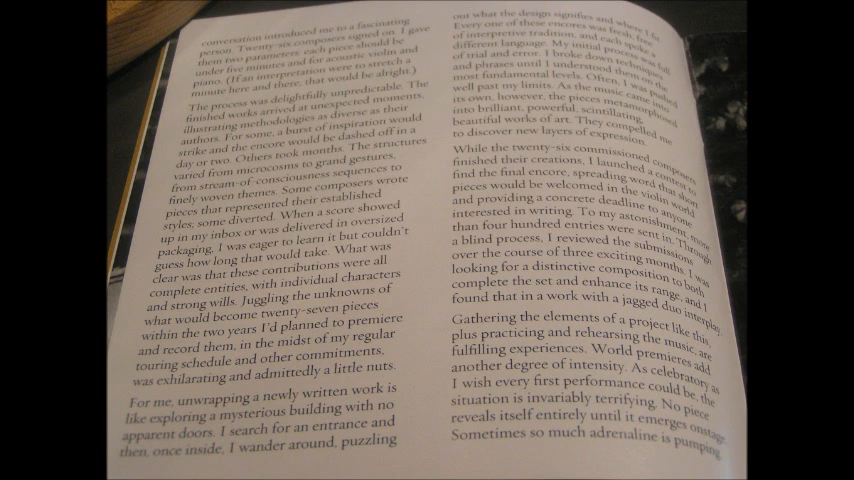 conversation introduced me to a fascinating
person. Twenty-six composers signed on. I gave
them two parameters: each piece should be
under five minutes and for acoustic violin and
piano. (If an interpretation were to stretch a
minute here and there, that would be alright.)
The process was delightfully unpredictable. The
finished works arrived at unexpected moments,
illustrating methodologies as diverse as their
authors. For some, a burst of inspiration would
strike and the encore would be dashed off in a
day or two. Others took months. The structures
varied from microcosms to grand gestures,
from stream-of-consciousness sequences to
finely woven themes. Some composers wrote
pieces that represented their established
styles; some diverted. When a score showed
up in my inbox or was delivered in oversized
packaging, I was eager to learn it but couldn't
guess how long that would take. What was
clear was that these contributions were all
complete entities, with individual characters
and strong wills. Juggling the unknowns of
what would become twenty-seven pieces
within the two years I'd planned to premiere
and record them, in the midst of my regular
touring schedule and other commitments,
was exhilarating and admittedly a little nuts.
For me, unwrapping a newly written work is
like exploring a mysterious building with no
apparent doors. I search for an entrance and
then, once inside, I wander around, puzzling
out what the design signifies and where I fit.
Every one of these encores was fresh, free
of interpretive tradition, and each spoke a
different language. My initial process was full
of trial and error. I broke down techniques
and phrases until I understood them on the
most fundamental levels. Often, I was pushed
well past my limits. As the music came into
its own, however, the pieces metamorphosed
into brilliant, powerful, scintillating,
beautiful works of art. They compelled me
to discover new layers of expression.
While the twenty-six commissioned composers
finished their creations, I launched a contest to
find the final encore, spreading word that short
pieces would be welcomed in the violin world
and providing a concrete deadline to anyone
interested in writing. To my astonishment, more
than four hundred entries were sent in. Through
a blind process, I reviewed the submissions
over the course of three exciting months. I was
looking for a distinctive composition to both
complete the set and enhance its range, and I
found that in a work with a jagged duo interplay.
Gathering the elements of a project like this,
plus practicing and rehearsing the music, are
fulfilling experiences. World premieres add
another degree of intensity. As celebratory as
I wish every first performance could be, the
situation is invariably terrifying. No piece
reveals itself entirely until it emerges onstage.
Sometimes so much adrenaline is pumping